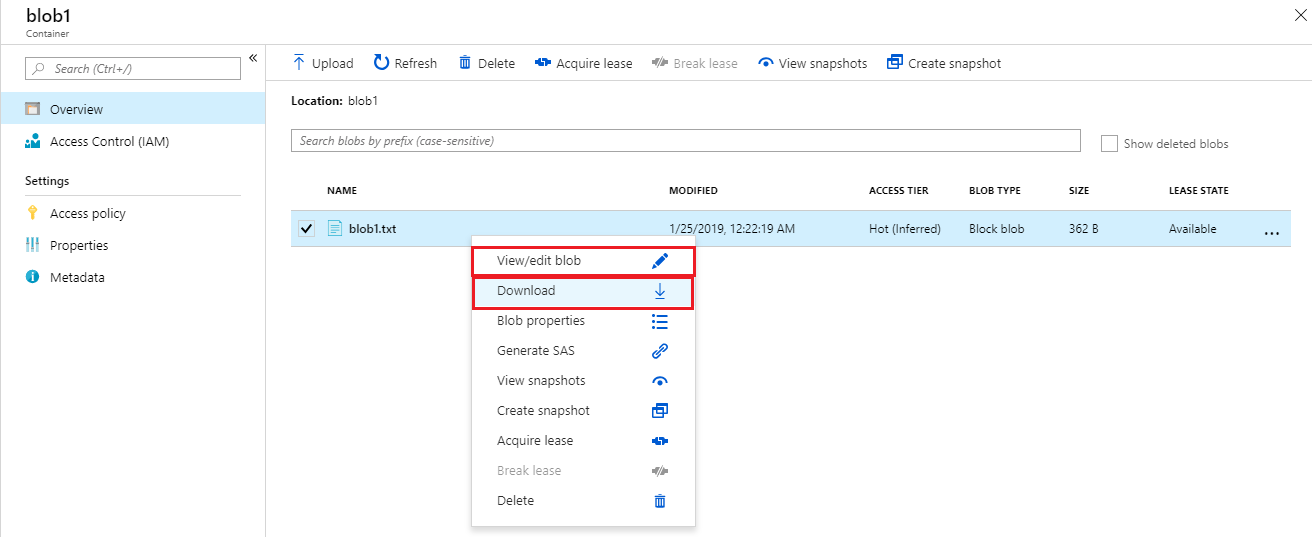 blob1
Container
Search (Ctrl+/)
Overview
Access Control (IAM)
Settings
Access policy
Properties
Metadata
Upload Refresh Delete Acquire lease Break lease View snapshots Create snapshot
Location: blob1
Search blobs by prefix (case-sensitive)
Show deleted blobs
NAME MODIFIED ACCESS TIER BLOB TYPE SIZE LEASE STATE
blob1.txt 1/25/2019, 12:22:19 AM Hot (Inferred) Block blob 362 B Available
View/edit blob
Download
Blob properties
Generate SAS
View snapshots
Create snapshot
Acquire lease
Break lease
Delete